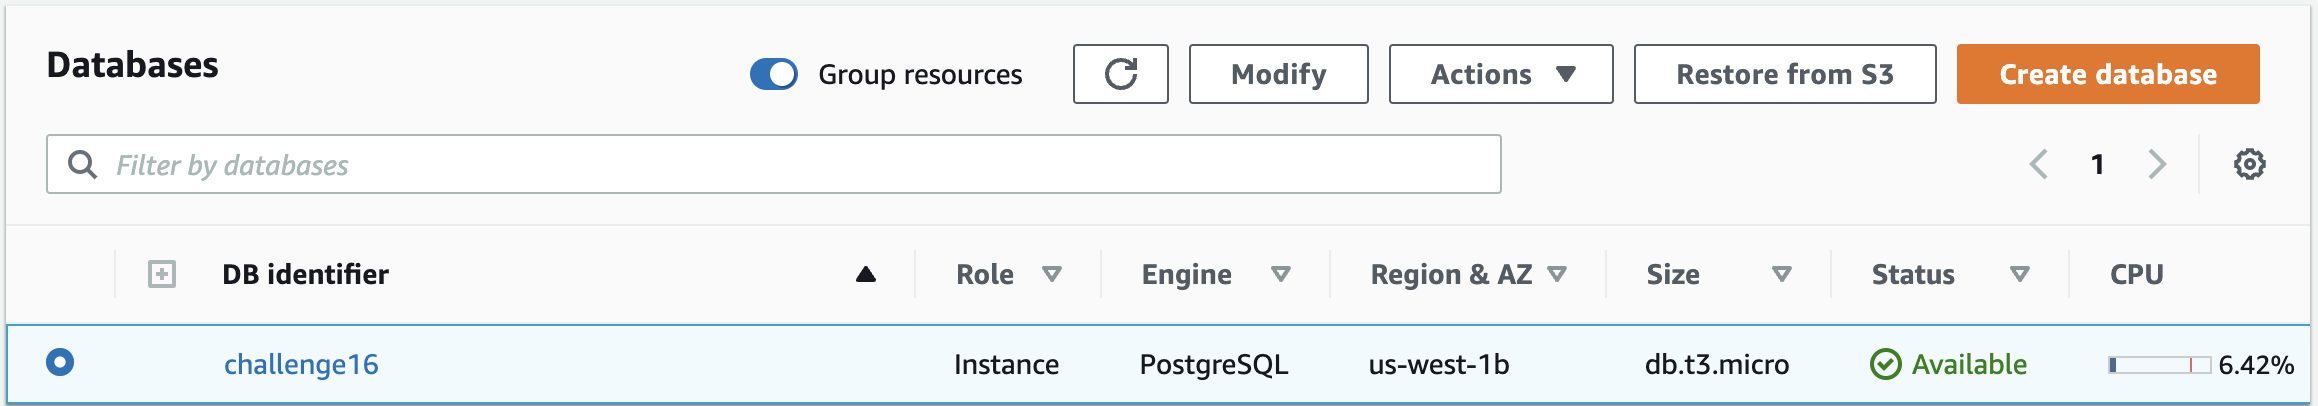 Databases
Group resources
Modify
Actions
Restore from S3
Create database
Filter by databases
1
DB identifier Role Engine Region & AZ Size Status CPU
challenge16 Instance PostgreSQL us-west-1b db.t3.micro Available 6.42%